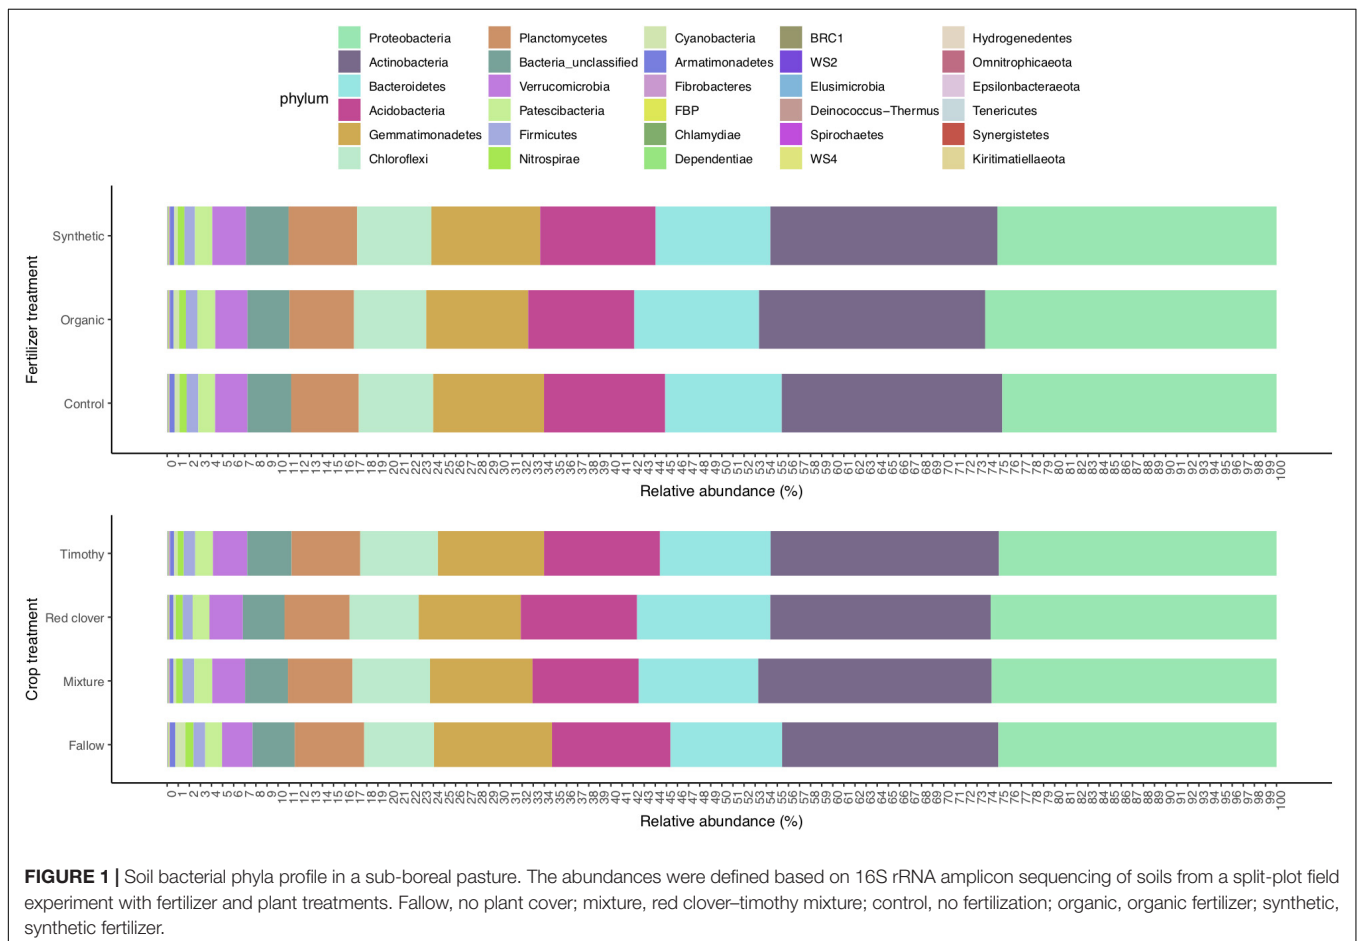 phylum
Proteobacteria
Actinobacteria
Bacteroidetes
Acidobacteria
Gemmatimonadetes
Chloroflexi
Planctomycetes
Bacteria_unclassified
Verrucomicrobia
Patescibacteria
Firmicutes
Nitrospirae
Cyanobacteria
Armatimonadetes
Fibrobacteres
FBP
Chlamydiae
Dependentiae
BRC1
WS2
Elusimicrobia
Deinococcus–Thermus
Spirochaetes
WS4
Hydrogenedentes
Omnitrophicaeota
Epsilonbacteraeota
Tenericutes
Synergistetes
Kiritimatiellaeota
Fertilizer treatment
Synthetic
Organic
Control
0 1 2 3 4 5 6 7 8 9 10 11 12 13 14 15 16 17 18 19 20 21 22 23 24 25 26 27 28 29 30 31 32 33 34 35 36 37 38 39 40 41 42 43 44 45 46 47 48 49 50 51 52 53 54 55 56 57 58 59 60 61 62 63 64 65 66 67 68 69 70 71 72 73 74 75 76 77 78 79 80 81 82 83 84 85 86 87 88 89 90 91 92 93 94 95 96 97 98 99 100
Relative abundance (%)
Crop treatment
Timothy
Red clover
Mixture
Fallow
0 1 2 3 4 5 6 7 8 9 10 11 12 13 14 15 16 17 18 19 20 21 22 23 24 25 26 27 28 29 30 31 32 33 34 35 36 37 38 39 40 41 42 43 44 45 46 47 48 49 50 51 52 53 54 55 56 57 58 59 60 61 62 63 64 65 66 67 68 69 70 71 72 73 74 75 76 77 78 79 80 81 82 83 84 85 86 87 88 89 90 91 92 93 94 95 96 97 98 99 100
Relative abundance (%)
FIGURE 1 | Soil bacterial phyla profile in a sub-boreal pasture. The abundances were defined based on 16S rRNA amplicon sequencing of soils from a split-plot field
experiment with fertilizer and plant treatments. Fallow, no plant cover; mixture, red clover–timothy mixture; control, no fertilization; organic, organic fertilizer; synthetic,
synthetic fertilizer.